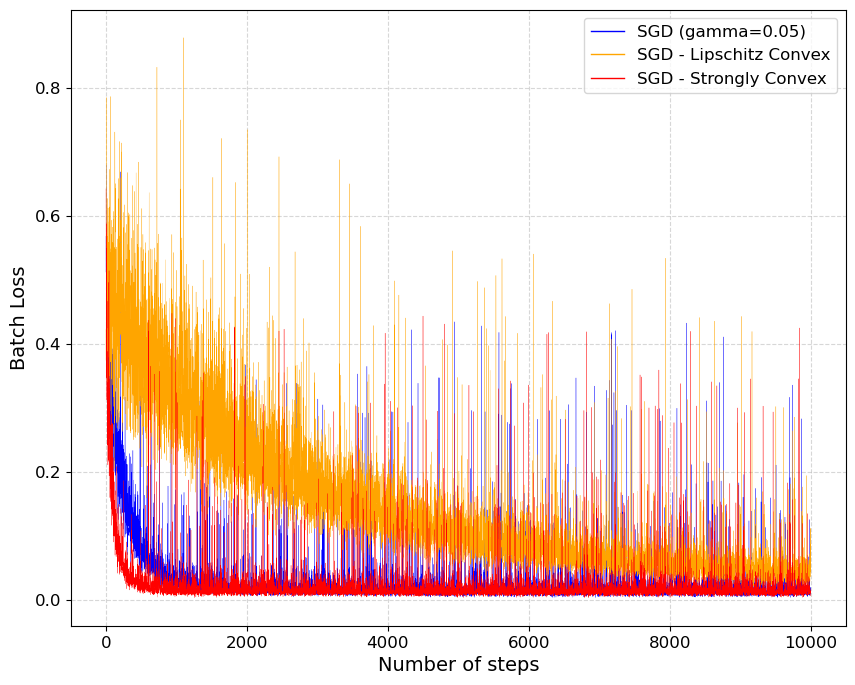 SGD (gamma=0.05)
SGD - Lipschitz Convex
SGD - Strongly Convex
Batch Loss
0.8
0.6
0.4
0.2
0.0
0
2000
4000
6000
8000
10000
Number of steps